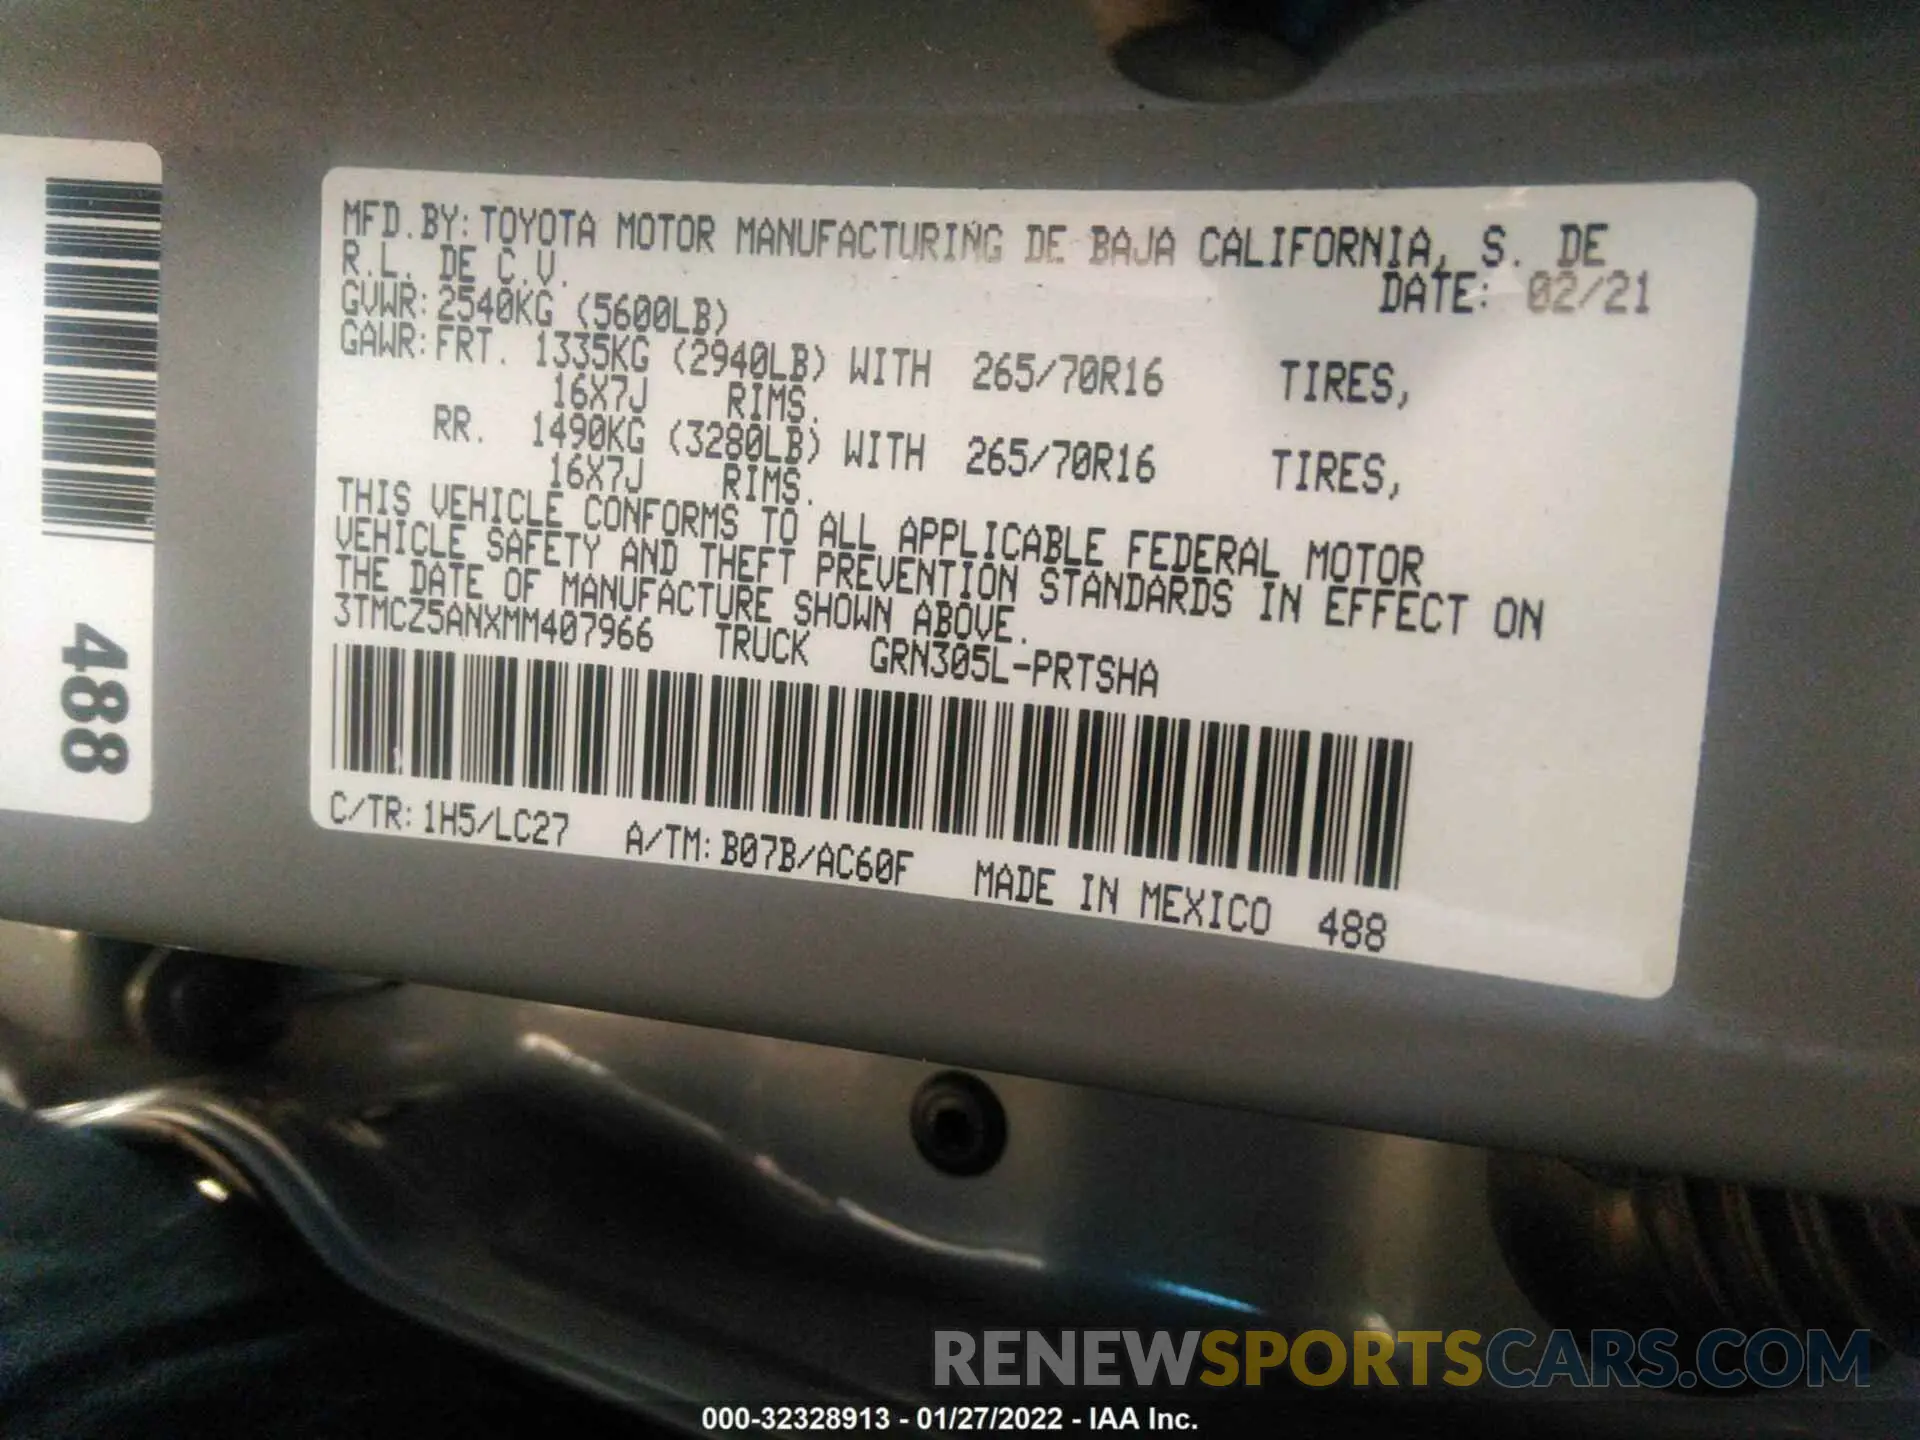 MFD.BY: TOYOTA MOTOR MANUFACTURING DE BAJA CALIFORNIA, S. DE
R.L. DE C.V.
DATE: 02/21
GVWR: 2540KG (5600LB)
GAWR: FRT. 1335KG (2940LB) WITH 265/70R16 TIRES,
16X7J RIMS.
RR. 1490KG (3280LB) WITH 265/70R16 TIRES,
16X7J RIMS.
THIS VEHICLE CONFORMS TO ALL APPLICABLE FEDERAL MOTOR
VEHICLE SAFETY AND THEFT PREVENTION STANDARDS IN EFFECT ON
THE DATE OF MANUFACTURE SHOWN ABOVE.
3TMCZ5ANXMM407966 TRUCK GRN305L-PRTSHA
C/TR: 1H5/LC27 A/TM: B07B/AC60F MADE IN MEXICO 488
488
RENEWSPORTSCARS.COM
000-32328913 - 01/27/2022 - IAA Inc.